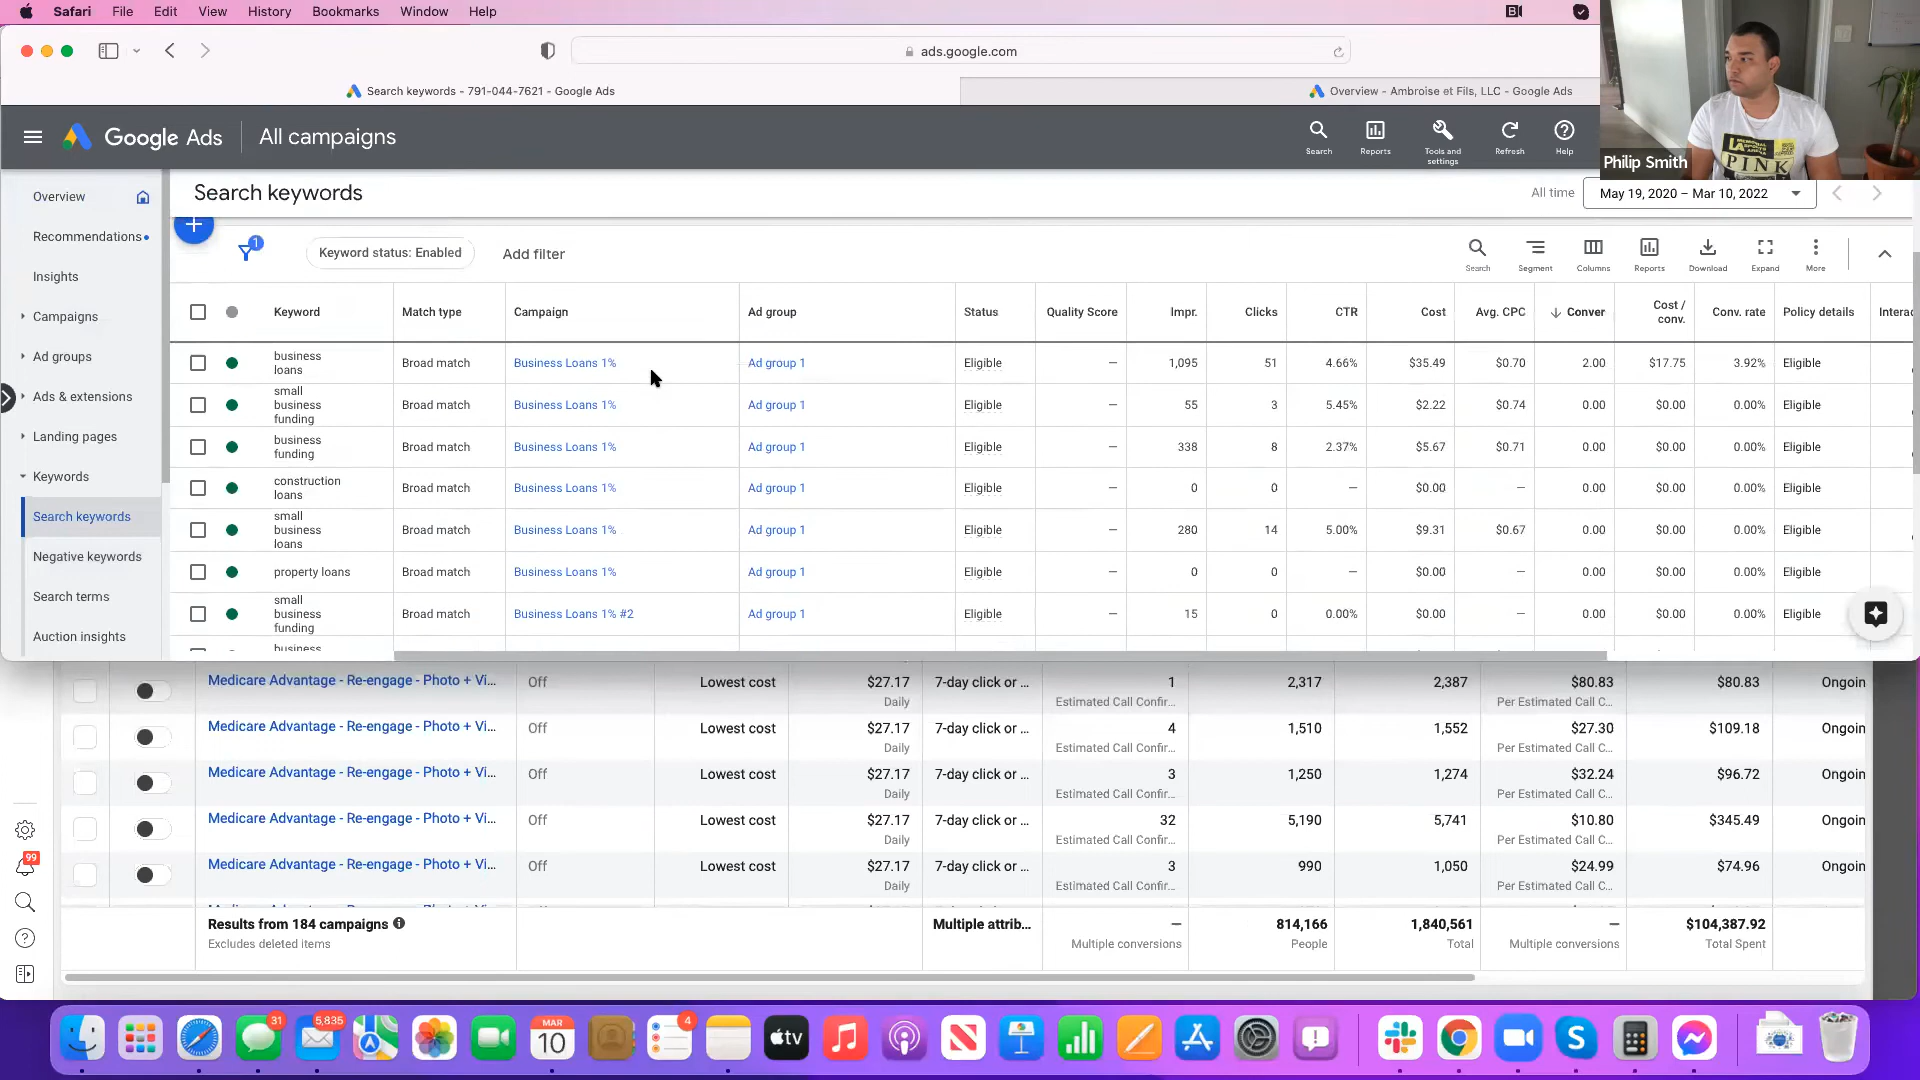 Safari File Edit View History Bookmarks Window Help
ads.google.com
Search keywords - 791-044-7621 - Google Ads
Overview - Ambroise et Fils, LLC - Google Ads
Google Ads All campaigns
Search Reports Tools and settings Refresh Help
Philip Smith
PINK
Search keywords
All time May 19, 2020 – Mar 10, 2022
Overview
Recommendations
Insights
Campaigns
Ad groups
Ads & extensions
Landing pages
Keywords
Search keywords
Negative keywords
Search terms
Auction insights
1 Keyword status: Enabled Add filter
Search Segment Columns Reports Download Expand More
Keyword Match type Campaign Ad group Status Quality Score Impr. Clicks CTR Cost Avg. CPC Conver Cost / conv. Conv. rate Policy details Interac
business loans Broad match Business Loans 1% Ad group 1 Eligible — 1,095 51 4.66% $35.49 $0.70 2.00 $17.75 3.92% Eligible
small business funding Broad match Business Loans 1% Ad group 1 Eligible — 55 3 5.45% $2.22 $0.74 0.00 $0.00 0.00% Eligible
business funding Broad match Business Loans 1% Ad group 1 Eligible — 338 8 2.37% $5.67 $0.71 0.00 $0.00 0.00% Eligible
construction loans Broad match Business Loans 1% Ad group 1 Eligible — 0 0 — $0.00 — 0.00 $0.00 0.00% Eligible
small business loans Broad match Business Loans 1% Ad group 1 Eligible — 280 14 5.00% $9.31 $0.67 0.00 $0.00 0.00% Eligible
property loans Broad match Business Loans 1% Ad group 1 Eligible — 0 0 — $0.00 — 0.00 $0.00 0.00% Eligible
small business funding Broad match Business Loans 1% #2 Ad group 1 Eligible — 15 0 0.00% $0.00 — 0.00 $0.00 0.00% Eligible
business
Medicare Advantage - Re-engage - Photo + Vi... Off Lowest cost $27.17 7-day click or ... 1 2,317 2,387 $80.83 $80.83 Ongoin
Daily Estimated Call Confir... Per Estimated Call C...
Medicare Advantage - Re-engage - Photo + Vi... Off Lowest cost $27.17 7-day click or ... 4 1,510 1,552 $27.30 $109.18 Ongoin
Daily Estimated Call Confir... Per Estimated Call C...
Medicare Advantage - Re-engage - Photo + Vi... Off Lowest cost $27.17 7-day click or ... 3 1,250 1,274 $32.24 $96.72 Ongoin
Daily Estimated Call Confir... Per Estimated Call C...
Medicare Advantage - Re-engage - Photo + Vi... Off Lowest cost $27.17 7-day click or ... 32 5,190 5,741 $10.80 $345.49 Ongoin
Daily Estimated Call Confir... Per Estimated Call C...
Medicare Advantage - Re-engage - Photo + Vi... Off Lowest cost $27.17 7-day click or ... 3 990 1,050 $24.99 $74.96 Ongoin
Daily Estimated Call Confir... Per Estimated Call C...
Results from 184 campaigns Multiple attrib... — 814,166 1,840,561 — $104,387.92
Excludes deleted items Multiple conversions People Total Multiple conversions Total Spent
99
31 5,835 MAR 10 4 tv